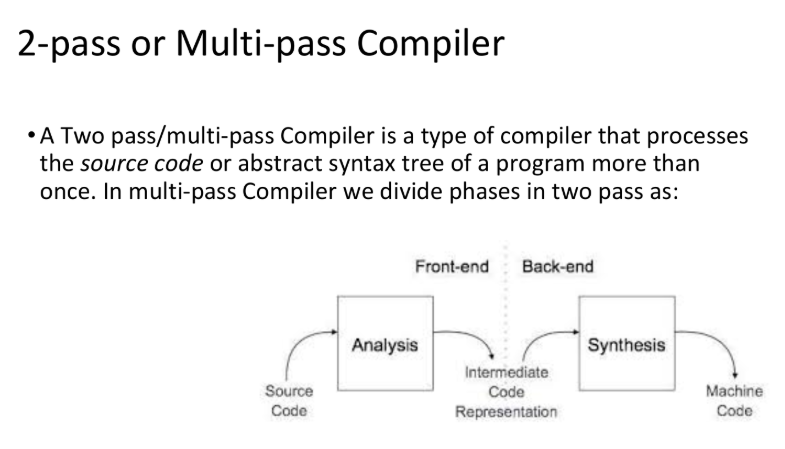 2-pass or Multi-pass Compiler
• A Two pass/multi-pass Compiler is a type of compiler that processes
the source code or abstract syntax tree of a program more than
once. In multi-pass Compiler we divide phases in two pass as:
Front-end
Back-end
Analysis
Synthesis
Source
Code
Intermediate
Code
Representation
Machine
Code